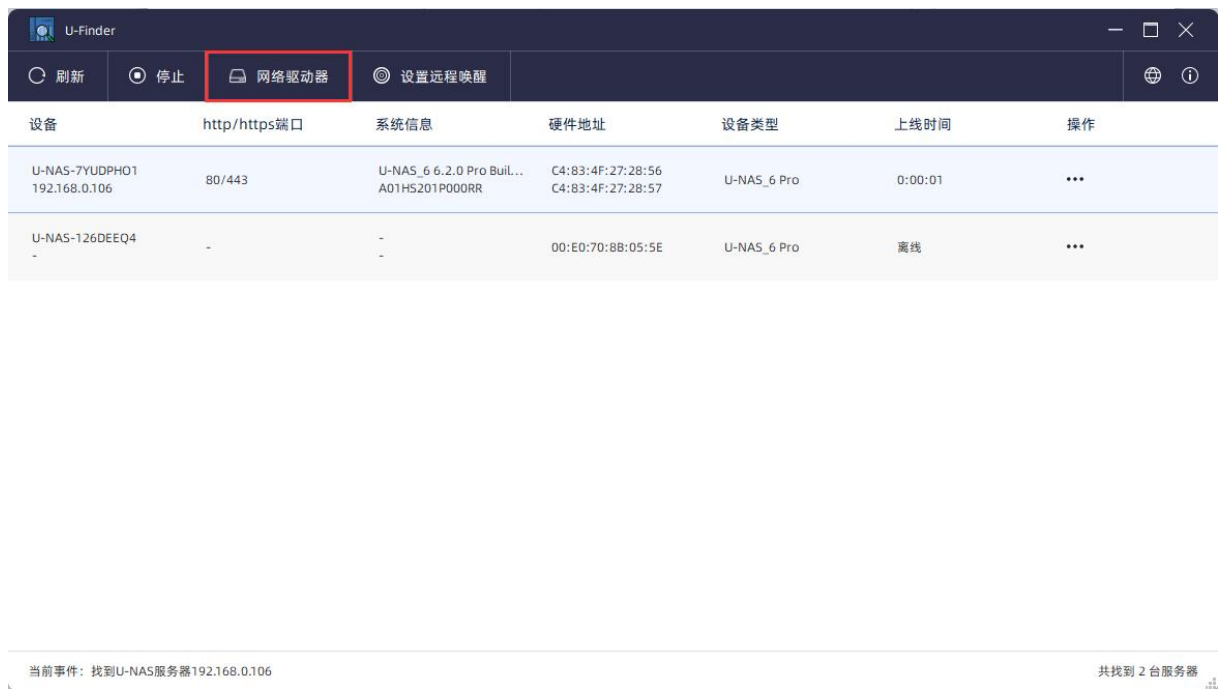 U-Finder
刷新 停止 网络驱动器 设置远程唤醒
设备 http/https端口 系统信息 硬件地址 设备类型 上线时间 操作
U-NAS-7YUDPHO1 U-NAS_6 6.2.0 Pro Buil... C4:83:4F:27:28:56
80/443 U-NAS_6 Pro 0:00:01 •••
192.168.0.106 A01HS201P000RR C4:83:4F:27:28:57
U-NAS-126DEEQ4 -
- 00:E0:70:8B:05:5E U-NAS_6 Pro 离线 •••
- -
当前事件：找到U-NAS服务器192.168.0.106 共找到 2 台服务器